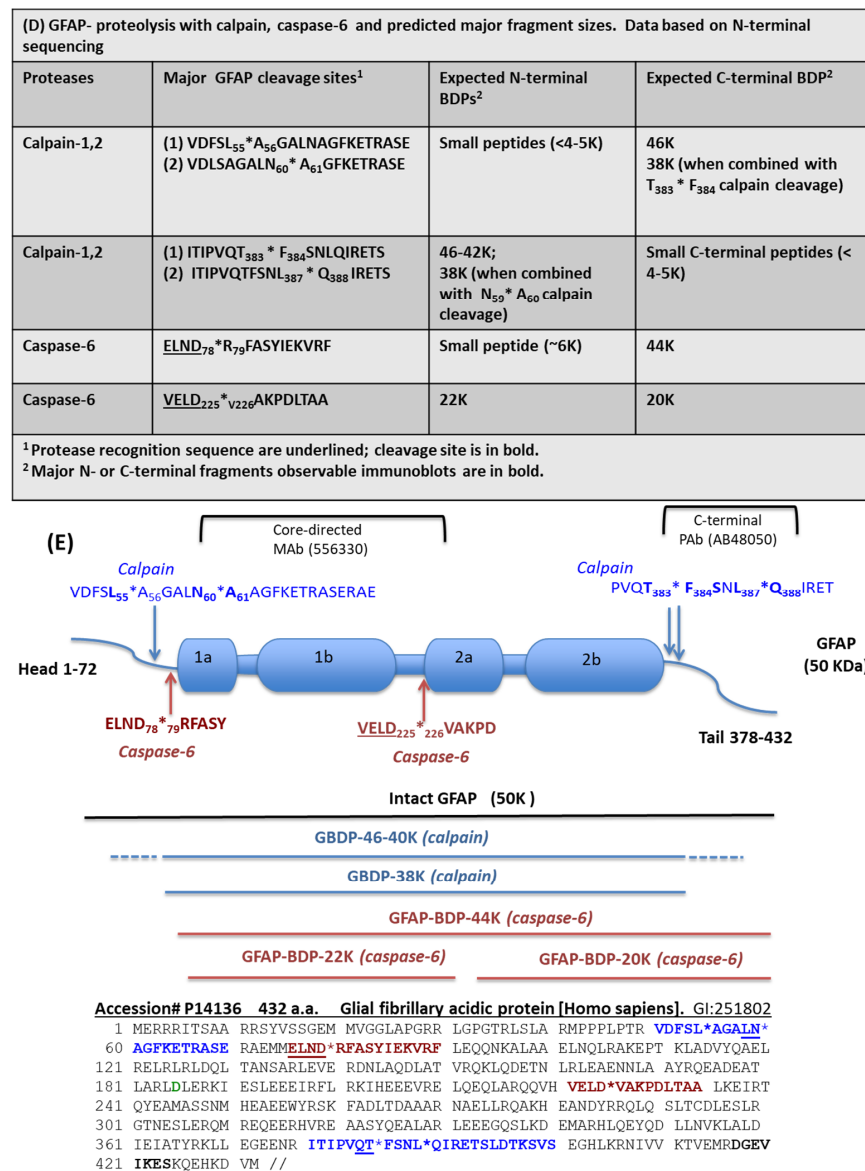 (D) GFAP- proteolysis with calpain, caspase-6 and predicted major fragment sizes. Data based on N-terminal
sequencing
Proteases
Major GFAP cleavage sites1
Expected N-terminal
BDPs2
Expected C-terminal BDP2
Calpain-1,2
(1) VDFSL55*A56GALNAGFKETRASE
(2) VDLSAGALN60* A61GFKETRASE
Small peptides (<4-5K)
46K
38K (when combined with
T383 * F384 calpain
cleavage)
Calpain-1,2
(1) ITIPVQT383 * F384SNLQIRETS
(2) ITIPVQTFSNL387 * Q388 IRETS
46-42K;
38K (when combined
with N59* A60 calpain
cleavage)
Small C-terminal peptides (<
4-5K)
Caspase-6
ELND78*R79FASYIEKVRF
Small peptide (~6K)
44K
Caspase-6
VELD225*V226AKPDLTAA
22K
20K
1 Protease recognition sequence are underlined; cleavage site is in bold.
2 Major N- or C-terminal fragments observable immunoblots are in bold.
(E)
Core-directed
MAb (556330)
C-terminal
PAb (AB48050)
Calpain
VDFSL55*A56GALN60*A61AGFKETRASERAE
Calpain
PVQT383* F384SNL387*Q388IRET
1a
1b
2a
2b
Head 1-72
GFAP
(50 KDa)
ELND78*79RFASY
Caspase-6
VELD225*226VAKPD
Caspase-6
Tail 378-432
Intact GFAP (50K )
GBDP-46-40K (calpain)
GBDP-38K (calpain)
GFAP-BDP-44K (caspase-6)
GFAP-BDP-22K (caspase-6)
GFAP-BDP-20K (caspase-6)
Accession# P14136 432 a.a. Glial fibrillary acidic protein [Homo sapiens]. GI:251802
1 MERRRITSAA RRSYVSSGEM MVGGLAPGRR LGPGTRLSLA RMPPPLPTR VDFSL*AGALN*
60 AGFKETRASE RAEMMELND*RFASYIEKVRF LEQQNKALAA ELNQLRAKEP TKLADVYQAEL
121 RELRLRLDQL TANSARLEVE RDNLAQDLAT VRQKLQDETN LRLEAENNLA AYRQEADEAT
181 LARLDLERKI ESLEEEIRFL RKIHEEEVRE LQEQLARQQVH VELD*VAKPDLTAA LKEIRT
241 QYEAMASSNM HEAEEWYRSK FADLTDAAAR NAELLRQAKH EANDYRRQLQ SLTCDLESLR
301 GTNESLERQM REQEERHVRE AASYQEALAR LEEEGQSLKD EMARHLQEYQ DLLNVKLALD
361 IEIATYRKLL EGEENR ITIPVQT*FSNL*QIRETSLDTKSVS EGHLKRNIVV KTVEMRDGEV
421 IKESKQEHKD VM //